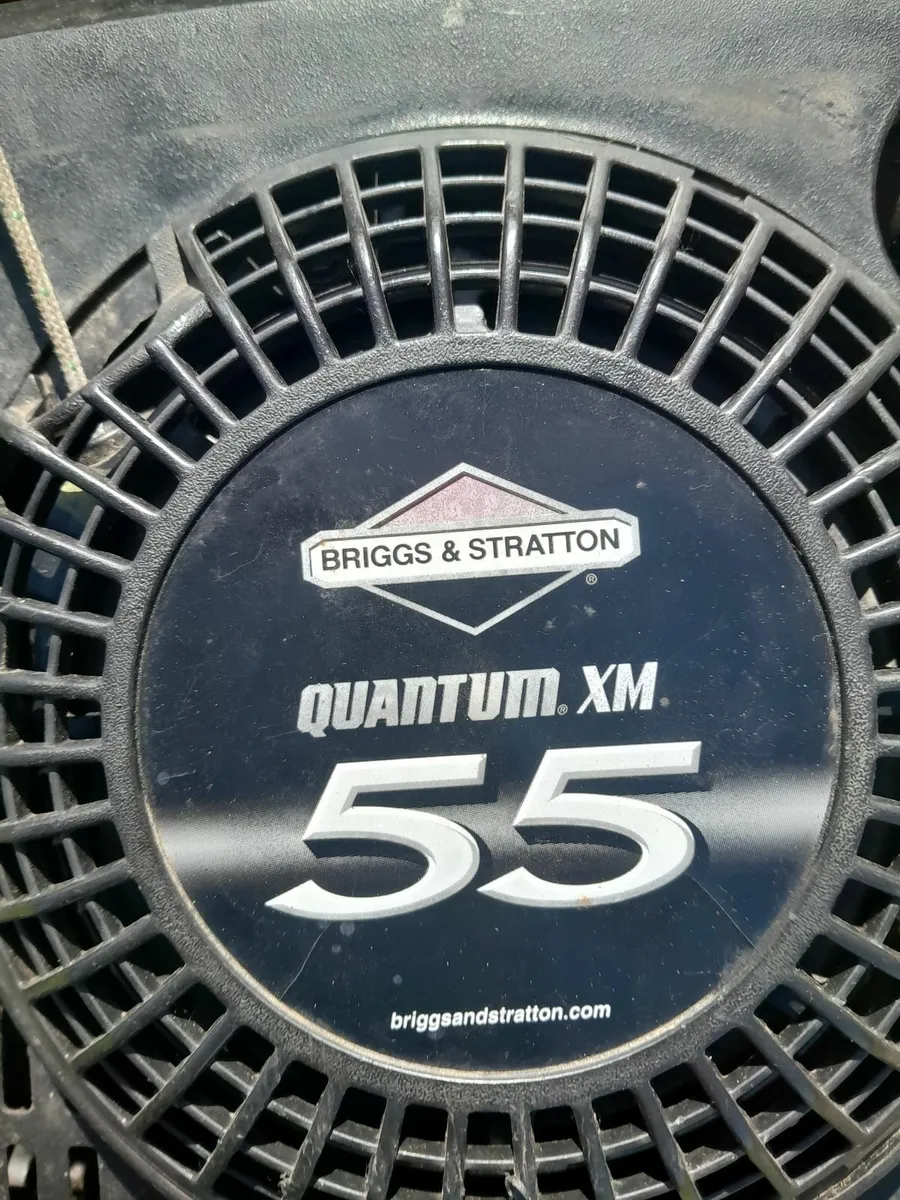 BRIGGS & STRATTON
®
QUANTUM® XM
55
briggsandstratton.com